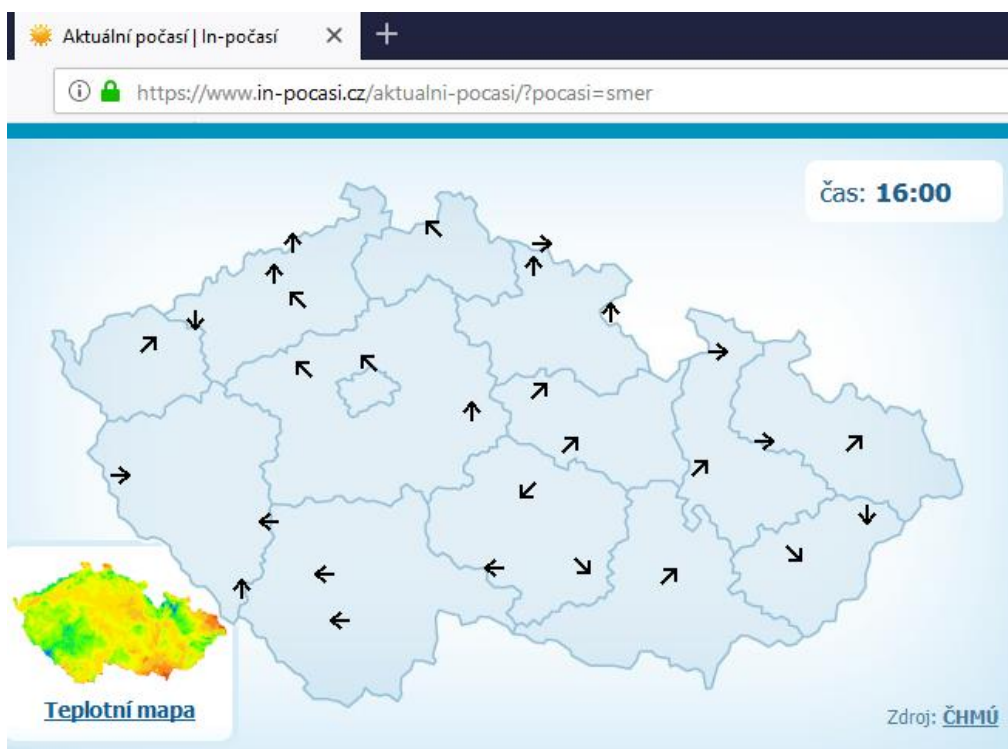 Aktuální počasí | In-počasí
https://www.in-pocasi.cz/aktualni-pocasi/?pocasi=smer
čas: 16:00
Teplotní mapa
Zdroj: ČHMÚ